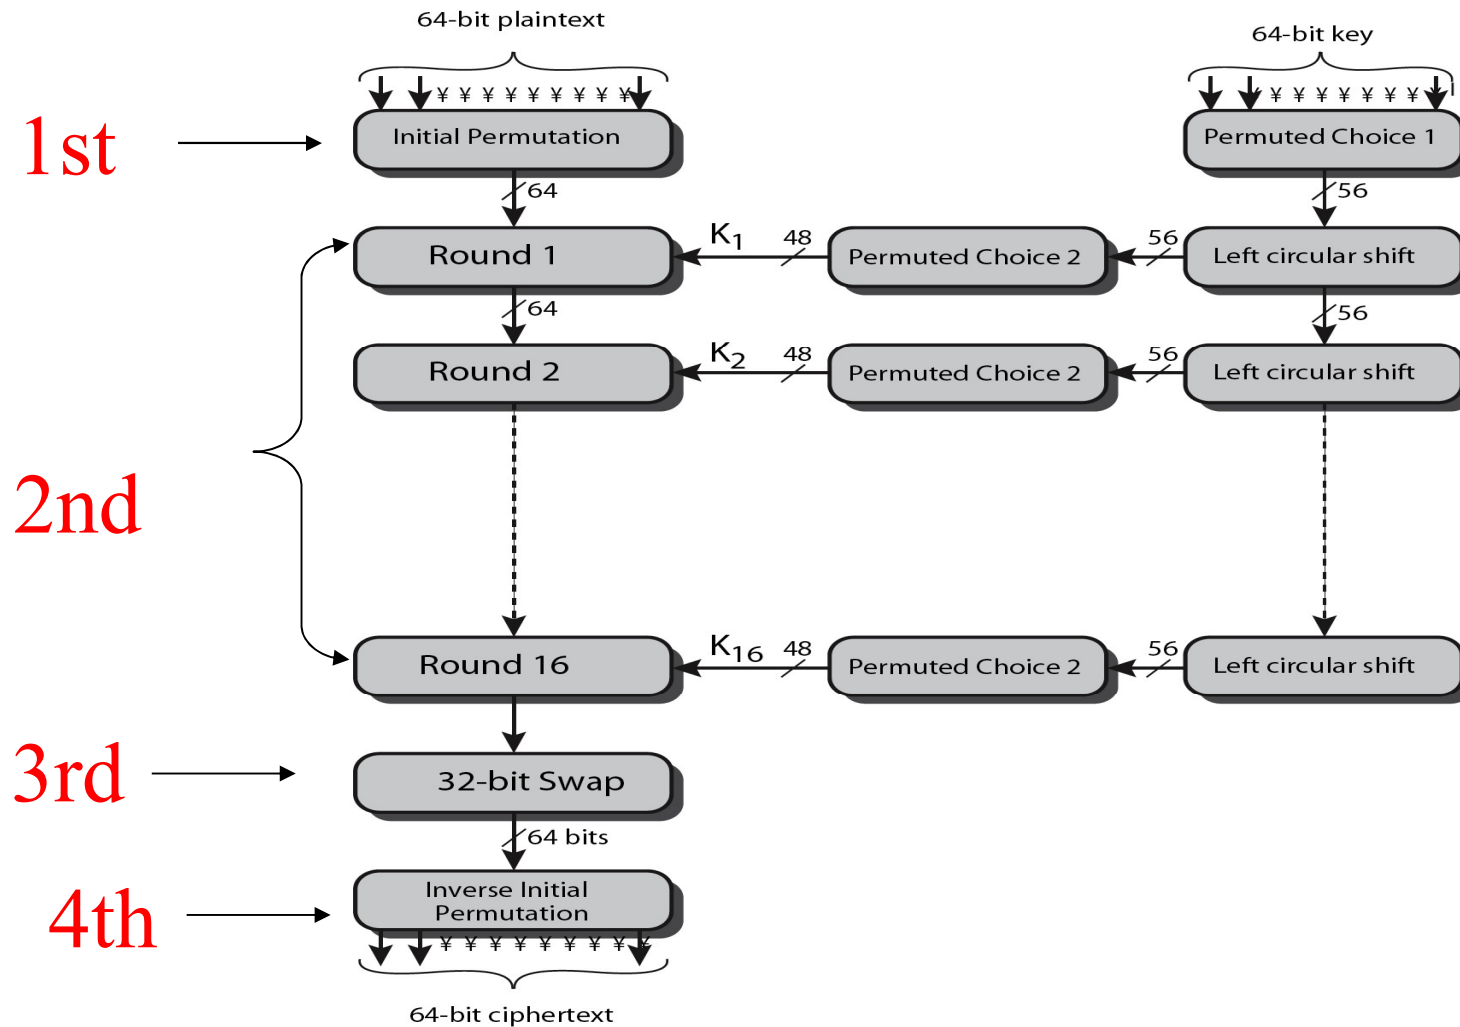 64-bit plaintext
64-bit key
¥ ¥ ¥ ¥ ¥ ¥ ¥ ¥ ¥
¥ ¥ ¥ ¥ ¥ ¥ ¥
1st
Initial Permutation
Permuted Choice 1
64
56
Round 1
K1
48
Permuted Choice 2
56
Left circular shift
64
56
Round 2
K2
48
Permuted Choice 2
56
Left circular shift
2nd
Round 16
K16
48
Permuted Choice 2
56
Left circular shift
3rd
32-bit Swap
64 bits
4th
Inverse Initial
Permutation
¥ ¥ ¥ ¥ ¥ ¥ ¥ ¥ ¥
64-bit ciphertext